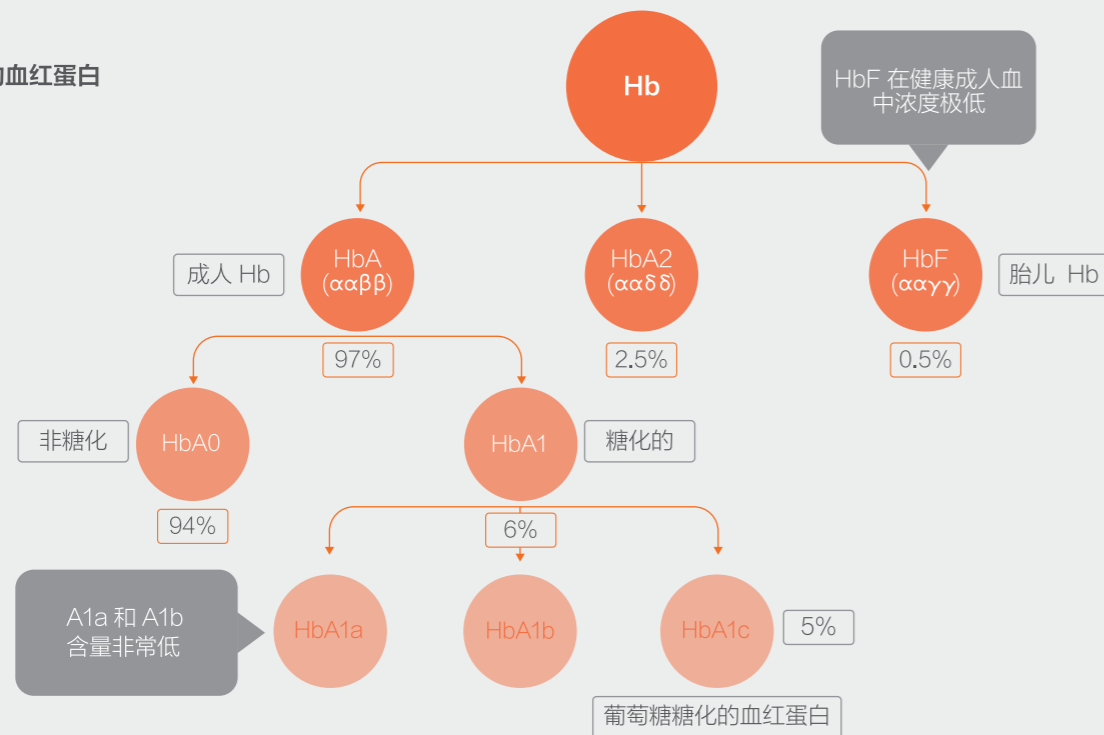 血红蛋白
Hb
HbF 在健康成人血
中浓度极低
成人 Hb
HbA
(ααββ)
HbA2
(ααδδ)
HbF
(ααγγ)
胎儿 Hb
97%
2.5%
0.5%
非糖化
HbA0
HbA1
糖化的
94%
6%
A1a 和 A1b
含量非常低
HbA1a
HbA1b
HbA1c
5%
葡萄糖糖化的血红蛋白